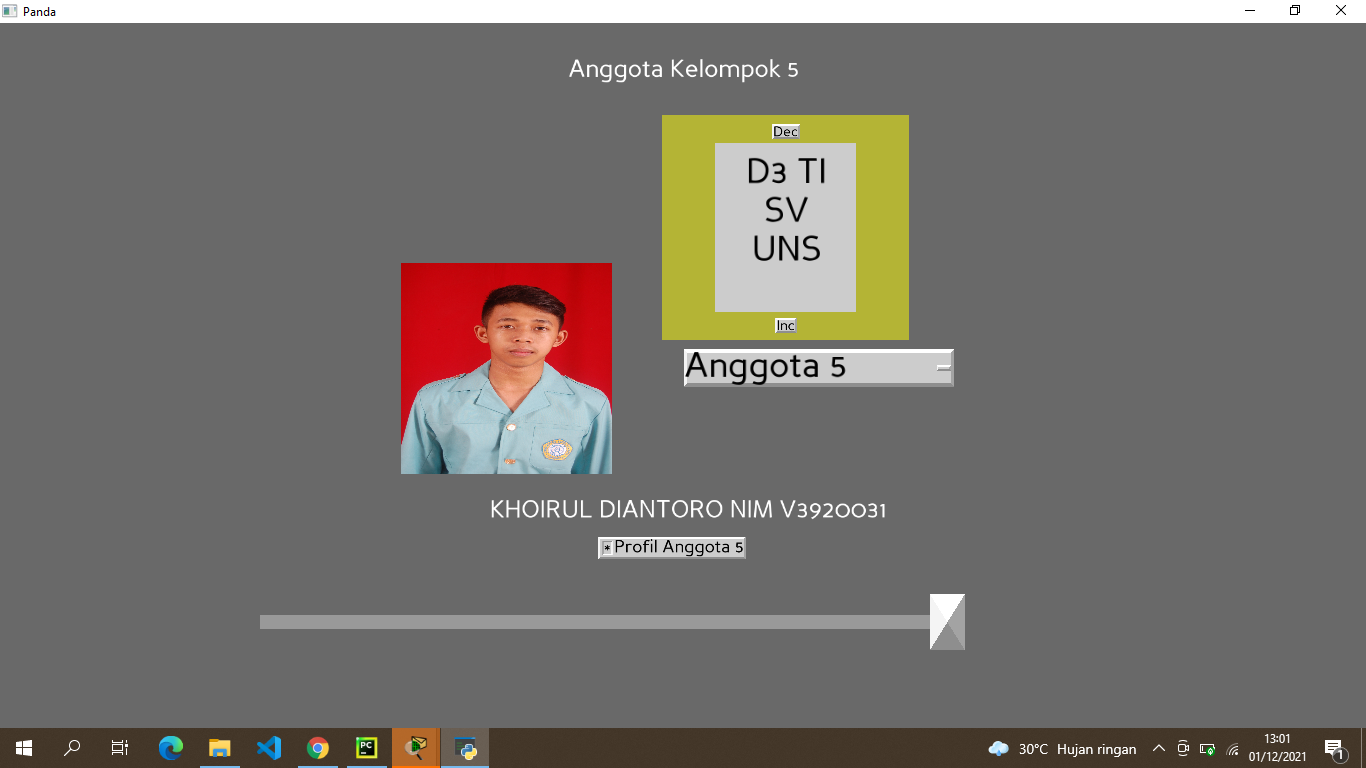 Panda
Anggota Kelompok 5
Dec
D3 TI
SV
UNS
Inc
Anggota 5
KHOIRUL DIANTORO NIM V3920031
* Profil Anggota 5
PC
30°C Hujan ringan
13:01
01/12/2021
1